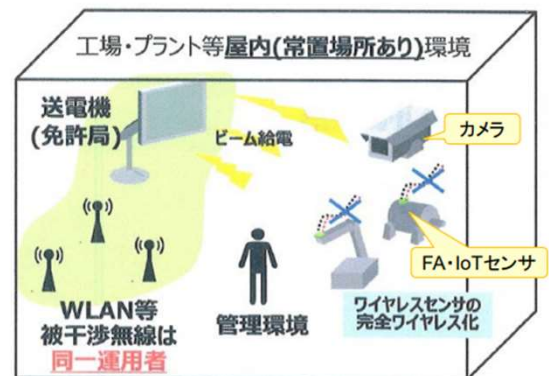 工場・プラント等屋内(常置場所あり)環境
送電機
(免許局)
ビーム給電
カメラ
FA・IoTセンサ
WLAN等
被干渉無線は
同一運用者
管理環境
ワイヤレスセンサの
完全ワイヤレス化